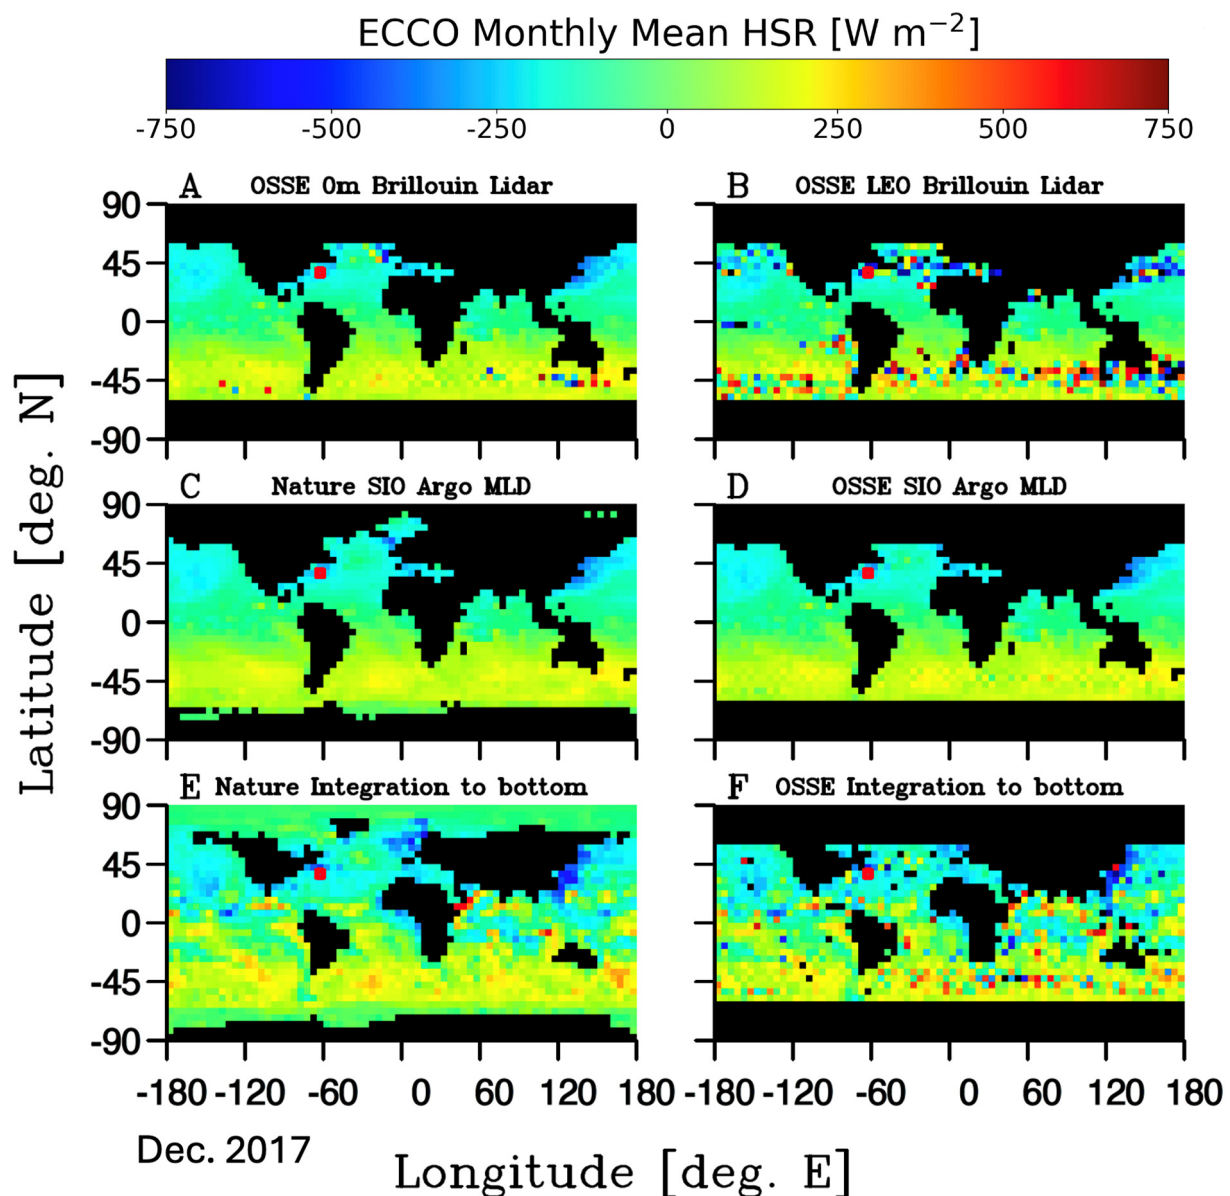 ECCO Monthly Mean HSR [W m⁻²]
-750 -500 -250 0 250 500 750
A OSSE 0m Brillouin Lidar
B OSSE LEO Brillouin Lidar
90
45
0
-45
-90
C Nature SIO Argo MLD
D OSSE SIO Argo MLD
90
45
0
-45
-90
E Nature Integration to bottom
F OSSE Integration to bottom
90
45
0
-45
-90
Latitude [deg. N]
-180 -120 -60 0 60 120 180
-180 -120 -60 0 60 120 180
Dec. 2017
Longitude [deg. E]